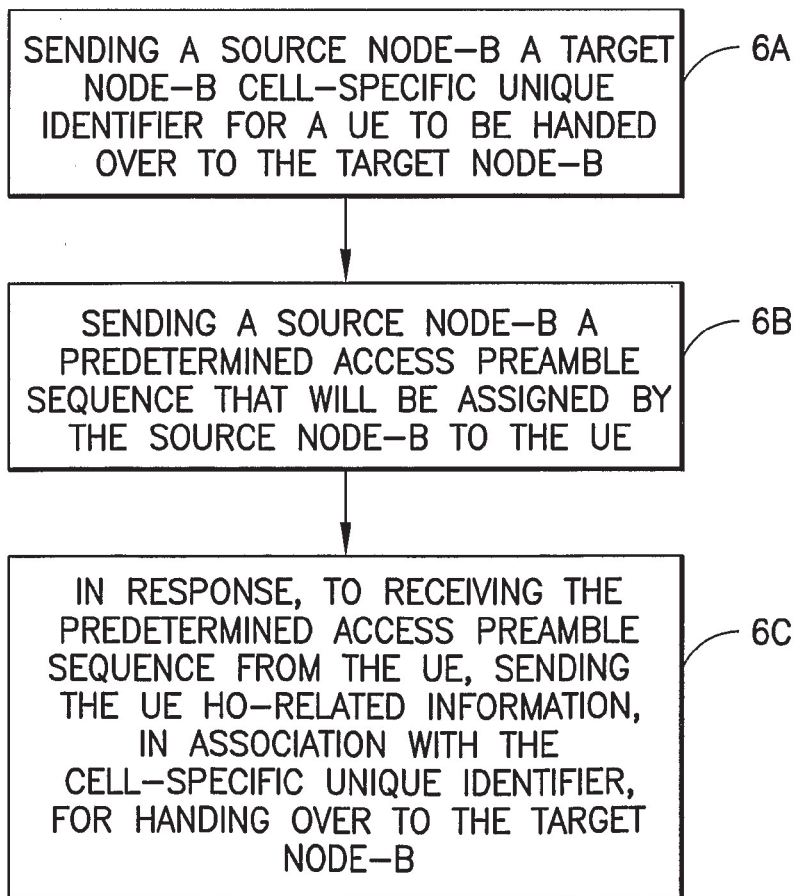 SENDING A SOURCE NODE–B A TARGET
NODE–B CELL–SPECIFIC UNIQUE
IDENTIFIER FOR A UE TO BE HANDED
OVER TO THE TARGET NODE–B
6A
SENDING A SOURCE NODE–B A
PREDETERMINED ACCESS PREAMBLE
SEQUENCE THAT WILL BE ASSIGNED BY
THE SOURCE NODE–B TO THE UE
6B
IN RESPONSE, TO RECEIVING THE
PREDETERMINED ACCESS PREAMBLE
SEQUENCE FROM THE UE, SENDING
THE UE HO–RELATED INFORMATION,
IN ASSOCIATION WITH THE
CELL–SPECIFIC UNIQUE IDENTIFIER,
FOR HANDING OVER TO THE TARGET
NODE–B
6C